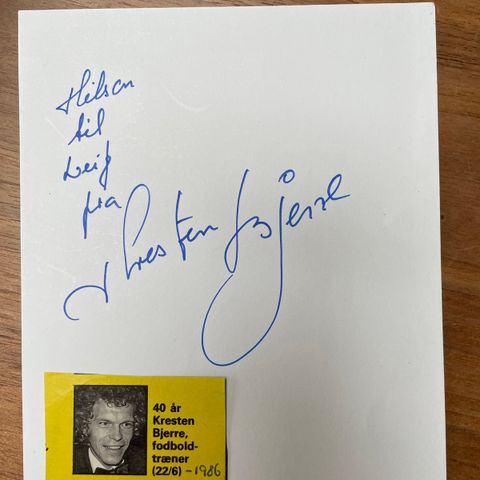 Hilsen
til
Leif
fra
Kresten Bjerre
40 år
Kresten
Bjerre,
fodbold-
træner
(22/6) -1986